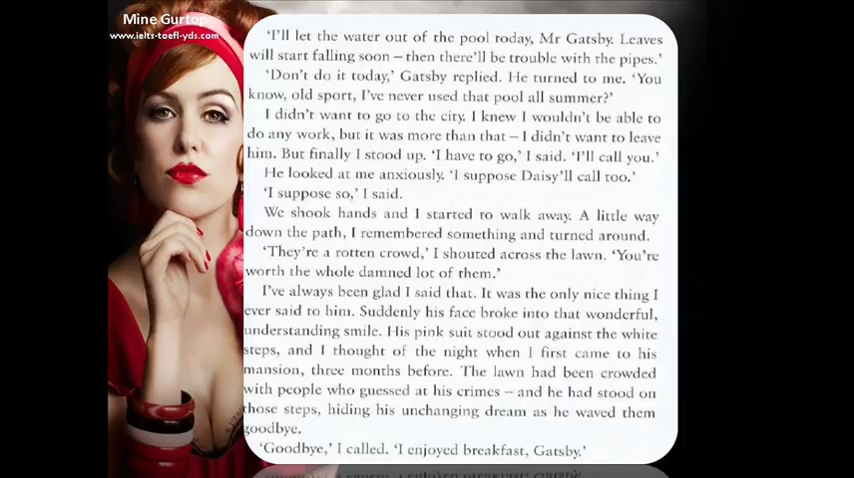 Mine Gurtop
www.ielts-toefl-yds.com
'I'll let the water out of the pool today, Mr Gatsby. Leaves
will start falling soon – then there'll be trouble with the pipes.'
'Don't do it today,' Gatsby replied. He turned to me. 'You
know, old sport, I've never used that pool all summer?'
I didn't want to go to the city. I knew I wouldn't be able to
do any work, but it was more than that – I didn't want to leave
him. But finally I stood up. 'I have to go,' I said. 'I'll call you.'
He looked at me anxiously. 'I suppose Daisy'll call too.'
'I suppose so,' I said.
We shook hands and I started to walk away. A little way
down the path, I remembered something and turned around.
'They're a rotten crowd,' I shouted across the lawn. 'You're
worth the whole damned lot of them.'
I've always been glad I said that. It was the only nice thing I
ever said to him. Suddenly his face broke into that wonderful,
understanding smile. His pink suit stood out against the white
steps, and I thought of the night when I first came to his
mansion, three months before. The lawn had been crowded
with people who guessed at his crimes – and he had stood on
those steps, hiding his unchanging dream as he waved them
goodbye.
'Goodbye,' I called. 'I enjoyed breakfast, Gatsby.'